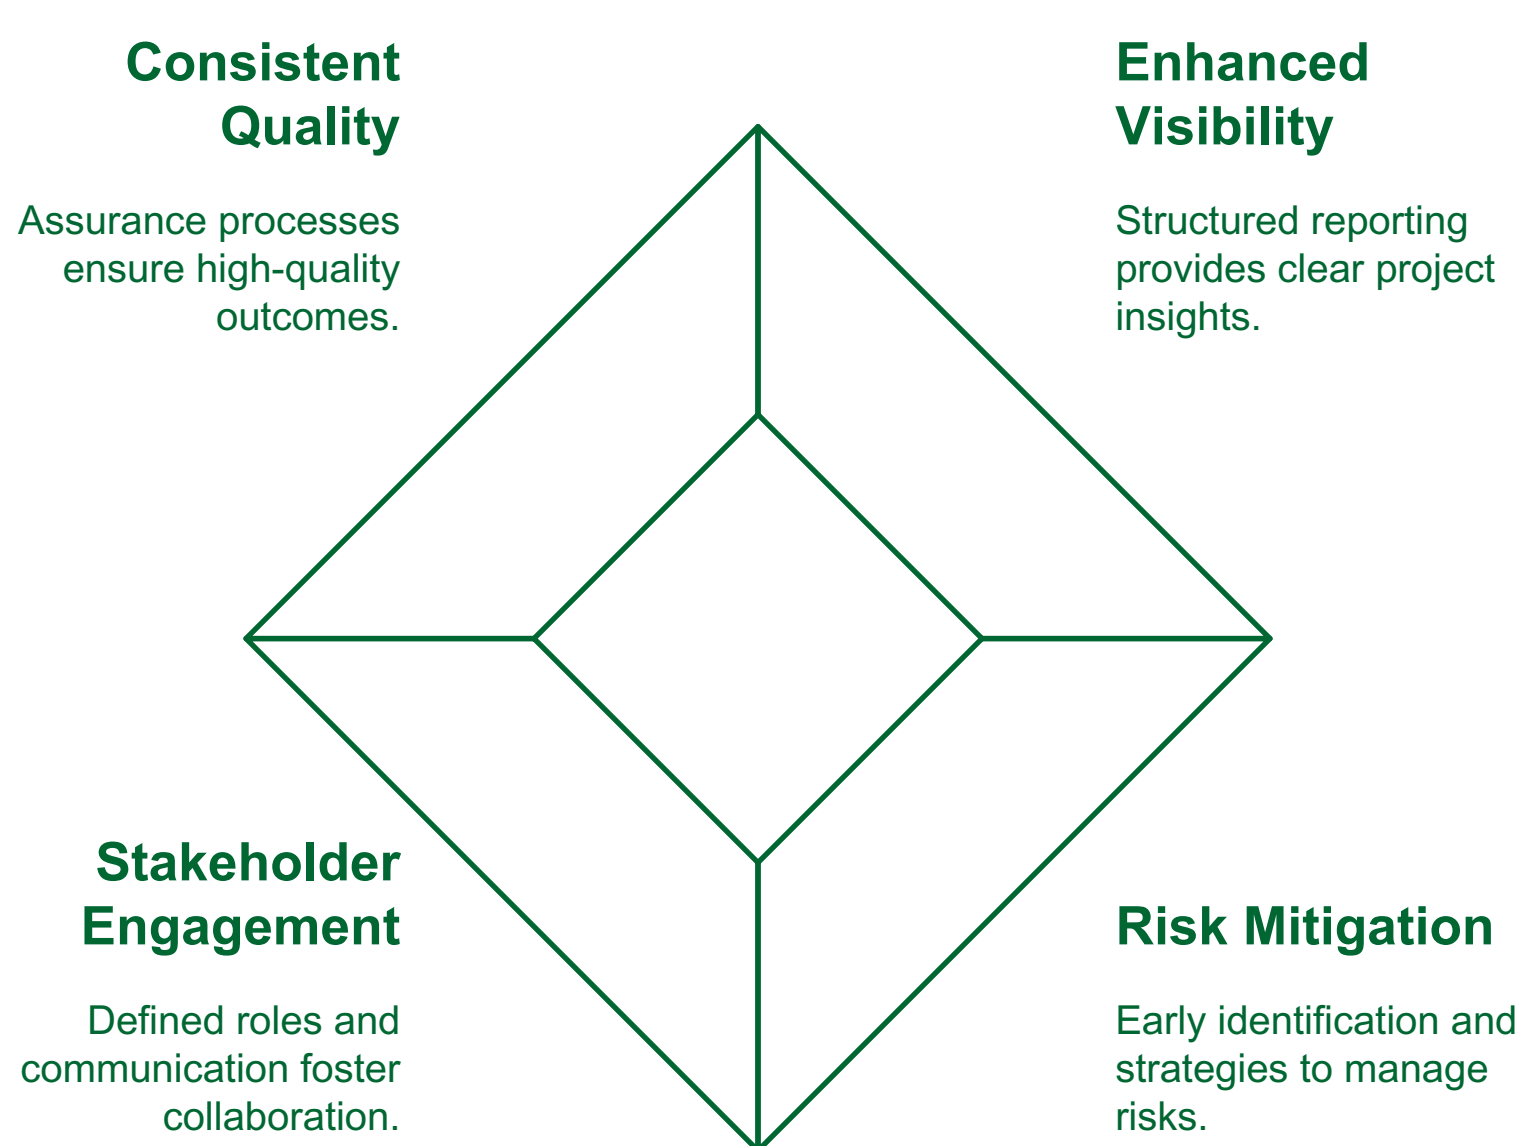 Consistent
Quality
Assurance processes
ensure high-quality
outcomes.
Enhanced
Visibility
Structured reporting
provides clear project
insights.
Stakeholder
Engagement
Defined roles and
communication foster
collaboration.
Risk Mitigation
Early identification and
strategies to manage
risks.